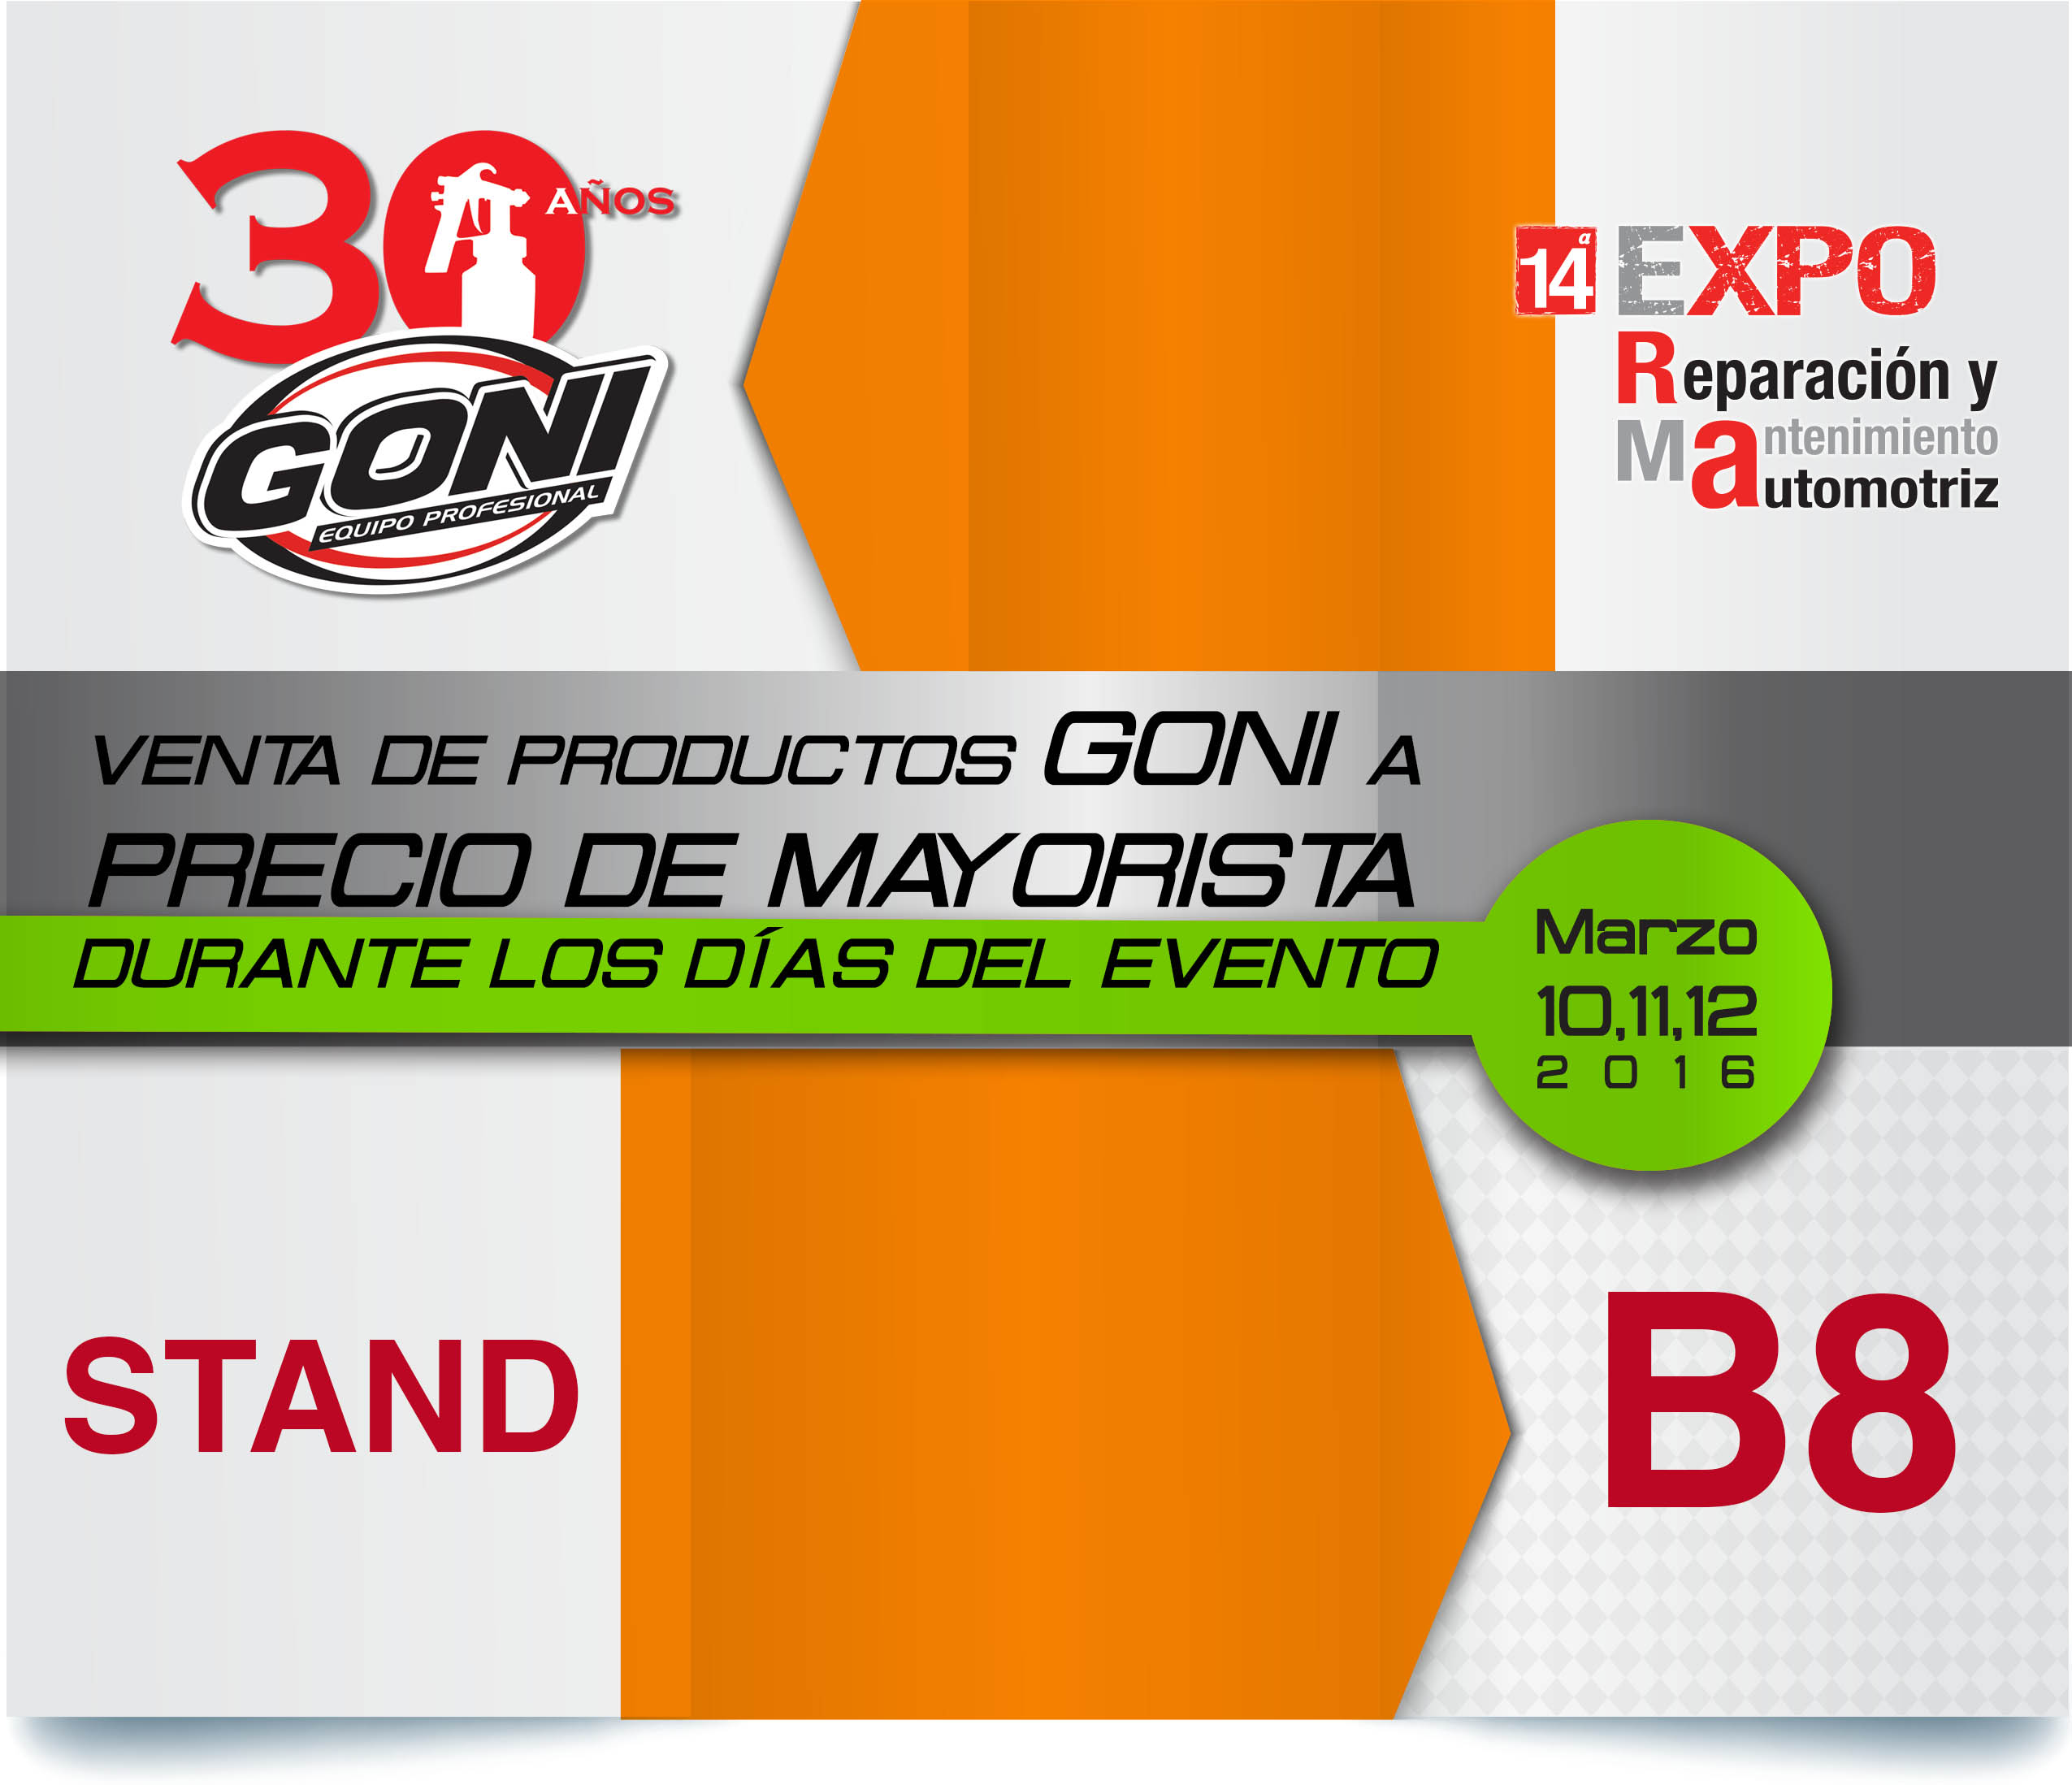 30 AÑOS
GONI
EQUIPO PROFESIONAL
14ª EXPO
Reparación y
Mantenimiento
automotriz
VENTA DE PRODUCTOS GONI A
PRECIO DE MAYORISTA
DURANTE LOS DÍAS DEL EVENTO
Marzo
10,11,12
2016
STAND
B8